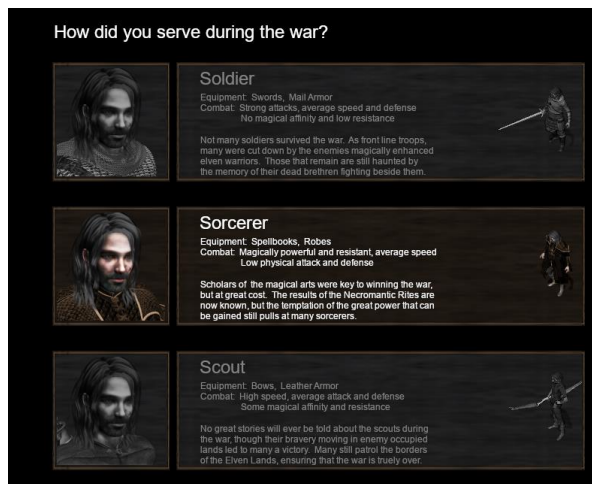 How did you serve during the war?
Soldier
Equipment: Swords, Mail Armor
Combat: Strong attacks, average speed and defense
No magical affinity and low resistance
Not many soldiers survived the war. As front line troops,
many were cut down by the enemies magically enhanced
elven warriors. Those that remain are still haunted by
the memory of their dead brethren fighting beside them.
Sorcerer
Equipment: Spellbooks, Robes
Combat: Magically powerful and resistant, average speed
Low physical attack and defense
Scholars of the magical arts were key to winning the war,
but at great cost. The results of the Necromantic Rites are
now known, but the temptation of the great power that can
be gained still pulls at many sorcerers.
Scout
Equipment: Bows, Leather Armor
Combat: High speed, average attack and defense
Some magical affinity and resistance
No great stories will ever be told about the scouts during
the war, though their bravery moving in enemy occupied
lands led to many a victory. Many still patrol the borders
of the Elven Lands, ensuring that the war is truely over.